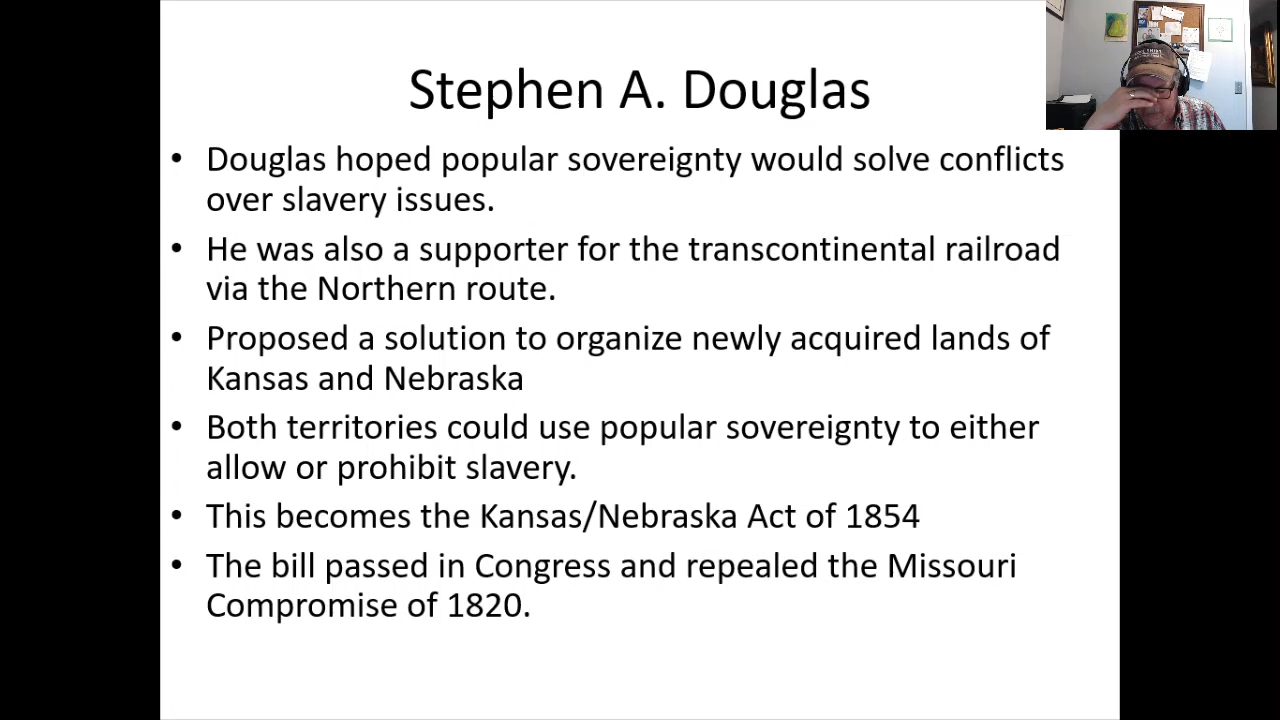 Stephen A. Douglas
• Douglas hoped popular sovereignty would solve conflicts
over slavery issues.
• He was also a supporter for the transcontinental railroad
via the Northern route.
• Proposed a solution to organize newly acquired lands of
Kansas and Nebraska
• Both territories could use popular sovereignty to either
allow or prohibit slavery.
• This becomes the Kansas/Nebraska Act of 1854
• The bill passed in Congress and repealed the Missouri
Compromise of 1820.